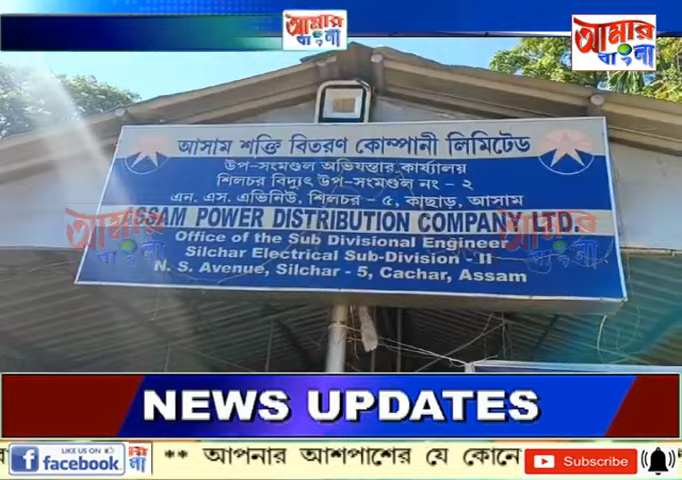 আমার বাংলা
আমার বাংলা
আসাম শক্তি বিতরণ কোম্পানী লিমিটেড
উপ-সংমণ্ডল অভিযন্তার কার্য্যালয়
শিলচর বিদ্যুৎ উপ-সংমণ্ডল নং - ২
এন. এস. এভিনিউ, শিলচর - ৫, কাছাড়, আসাম
ASSAM POWER DISTRIBUTION COMPANY LTD.
Office of the Sub Divisional Engineer
Silchar Electrical Sub-Division - II
N. S. Avenue, Silchar - 5, Cachar, Assam
আমার বাংলা
আমার বাংলা
NEWS UPDATES
LIKE US ON
facebook
** আপনার আশপাশের যে কোনো
Subscribe